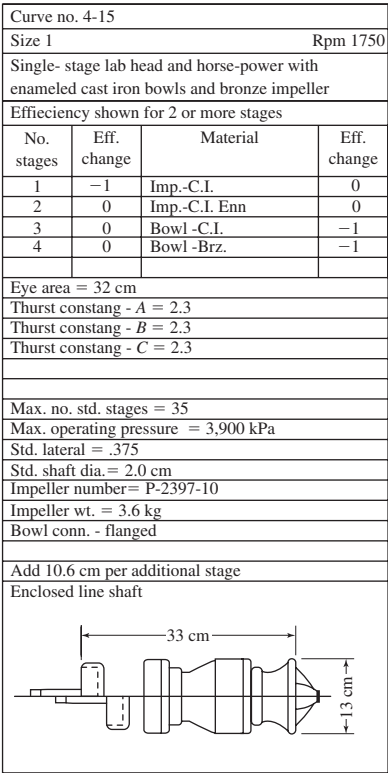 Curve no. 4-15
Size 1 Rpm 1750
Single- stage lab head and horse-power with
enameled cast iron bowls and bronze impeller
Effieciency shown for 2 or more stages
No. stages Eff. change Material Eff. change
1 −1 Imp.-C.I. 0
2 0 Imp.-C.I. Enn 0
3 0 Bowl -C.I. −1
4 0 Bowl -Brz. −1
Eye area = 32 cm
Thurst constang - A = 2.3
Thurst constang - B = 2.3
Thurst constang - C = 2.3
Max. no. std. stages = 35
Max. operating pressure = 3,900 kPa
Std. lateral = .375
Std. shaft dia.= 2.0 cm
Impeller number= P-2397-10
Impeller wt. = 3.6 kg
Bowl conn. - flanged
Add 10.6 cm per additional stage
Enclosed line shaft
33 cm
13 cm